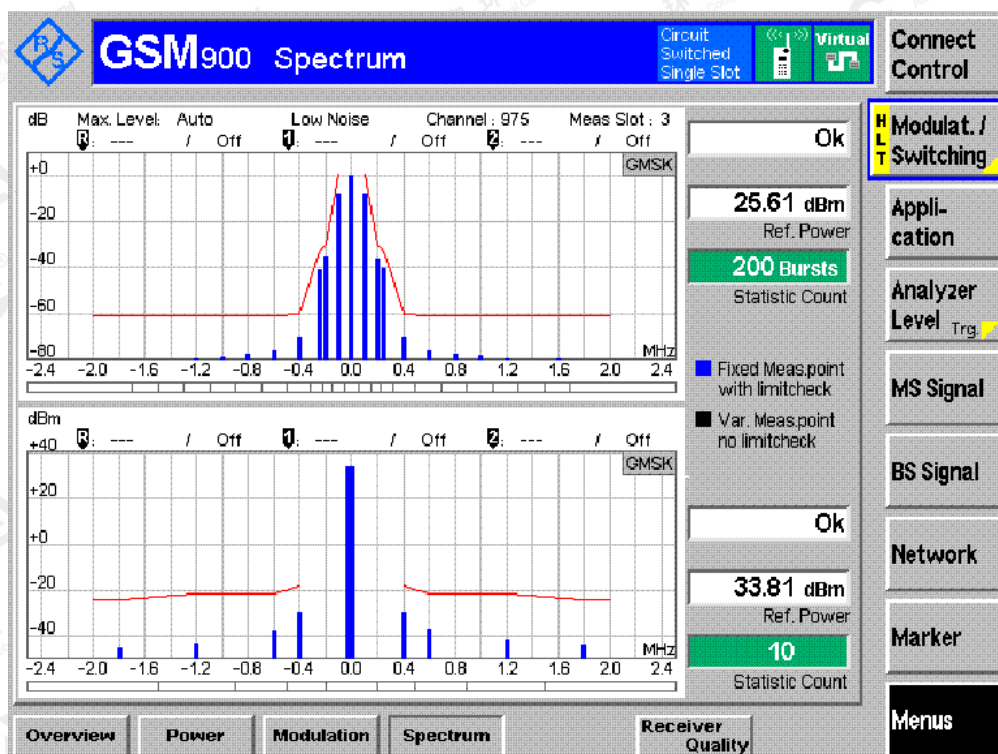 R S
GSM900 Spectrum
Circuit Switched Single Slot
Virtual
Connect Control
dB Max. Level: Auto Low Noise Channel : 975 Meas Slot : 3
R: --- / Off 1: --- / Off 2: --- / Off
GMSK
+0
-20
-40
-60
-80
MHz
-2.4 -2.0 -1.6 -1.2 -0.8 -0.4 0.0 0.4 0.8 1.2 1.6 2.0 2.4
Ok
25.61 dBm
Ref. Power
200 Bursts
Statistic Count
Fixed Meas.point
with limitcheck
Var. Meas.point
no limitcheck
dBm
R: --- / Off 1: --- / Off 2: --- / Off
GMSK
+40
+20
+0
-20
-40
MHz
-2.4 -2.0 -1.6 -1.2 -0.8 -0.4 0.0 0.4 0.8 1.2 1.6 2.0 2.4
Ok
33.81 dBm
Ref. Power
10
Statistic Count
HLT
Modulat. /
Switching
Appli-
cation
Analyzer
Level Trg.
MS Signal
BS Signal
Network
Marker
Menus
Overview Power Modulation Spectrum Receiver Quality